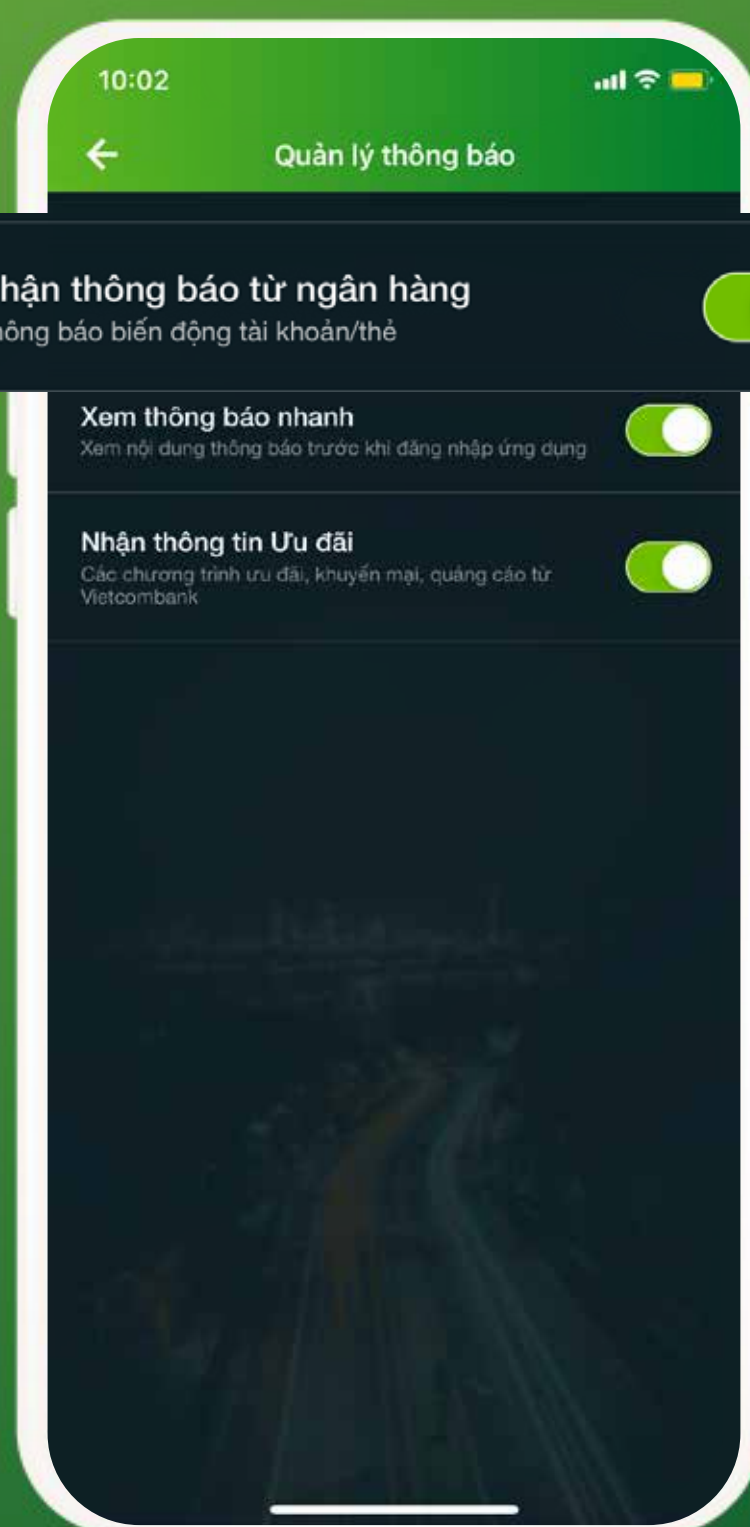 10:02
Quản lý thông báo
hận thông báo từ ngân hàng
hông báo biến động tài khoản/thẻ
Xem thông báo nhanh
Xem nội dung thông báo trước khi đăng nhập ứng dụng
Nhận thông tin Ưu đãi
Các chương trình ưu đãi, khuyến mại, quảng cáo từ
Vietcombank